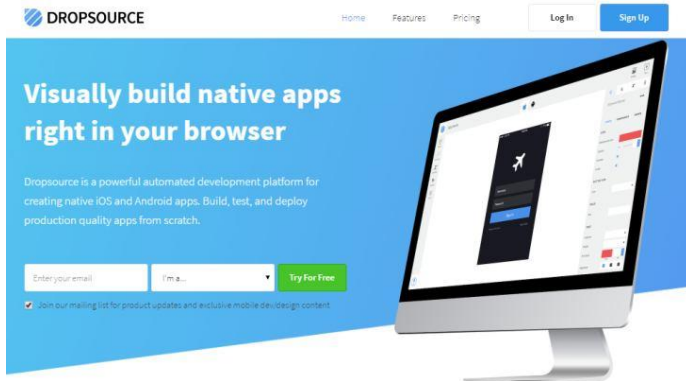 DROPSOURCE
Home Features Pricing Log In Sign Up
Visually build native apps
right in your browser
Dropsource is a powerful automated development platform for
creating native iOS and Android apps. Build, test, and deploy
production quality apps from scratch.
Enter your email I'm a... Try For Free
Join our mailing list for product updates and exclusive mobile dev/design content